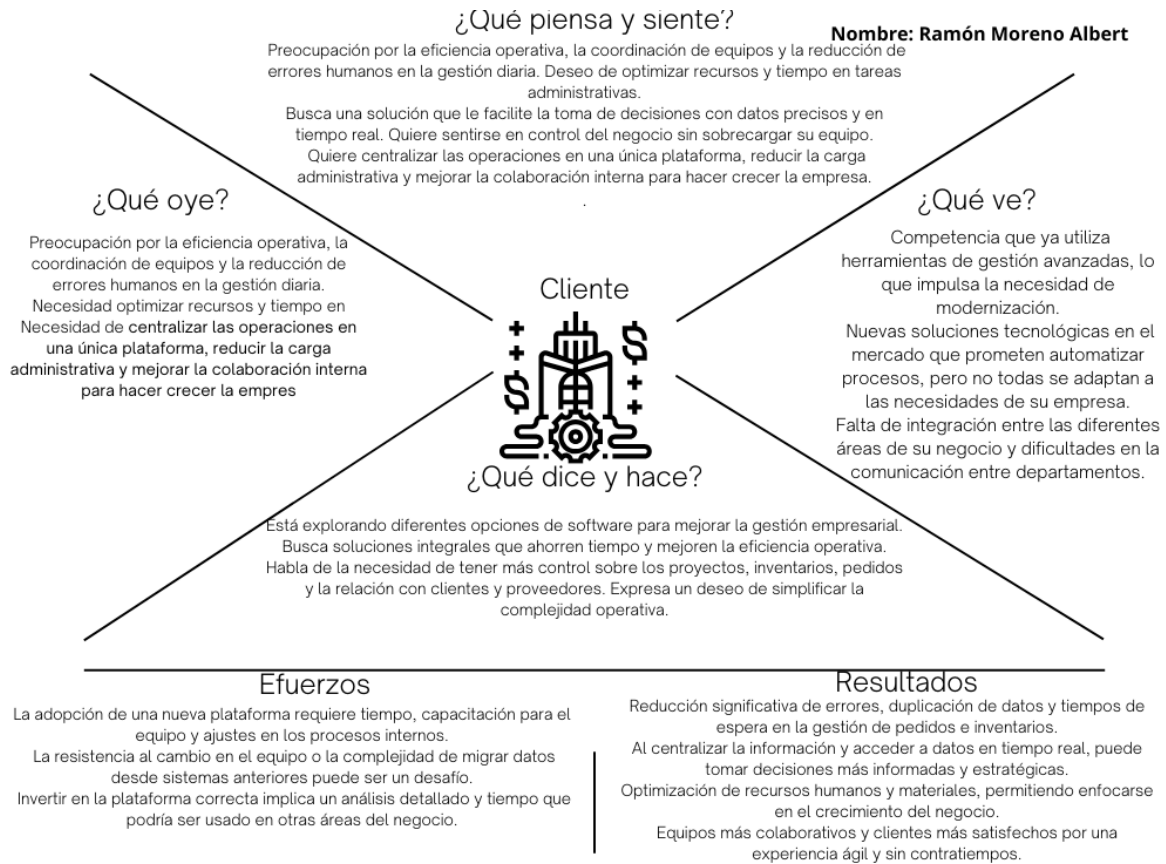 ¿Qué piensa y siente?
Nombre: Ramón Moreno Albert
Preocupación por la eficiencia operativa, la coordinación de equipos y la reducción de
errores humanos en la gestión diaria. Deseo de optimizar recursos y tiempo en tareas
administrativas.
Busca una solución que le facilite la toma de decisiones con datos precisos y en
tiempo real. Quiere sentirse en control del negocio sin sobrecargar su equipo.
Quiere centralizar las operaciones en una única plataforma, reducir la carga
administrativa y mejorar la colaboración interna para hacer crecer la empresa.
.
¿Qué oye?
Preocupación por la eficiencia operativa, la
coordinación de equipos y la reducción de
errores humanos en la gestión diaria.
Necesidad optimizar recursos y tiempo en
Necesidad de centralizar las operaciones en
una única plataforma, reducir la carga
administrativa y mejorar la colaboración interna
para hacer crecer la empres
¿Qué ve?
Competencia que ya utiliza
herramientas de gestión avanzadas, lo
que impulsa la necesidad de
modernización.
Nuevas soluciones tecnológicas en el
mercado que prometen automatizar
procesos, pero no todas se adaptan a
las necesidades de su empresa.
Falta de integración entre las diferentes
áreas de su negocio y dificultades en la
comunicación entre departamentos.
Cliente
¿Qué dice y hace?
Está explorando diferentes opciones de software para mejorar la gestión empresarial.
Busca soluciones integrales que ahorren tiempo y mejoren la eficiencia operativa.
Habla de la necesidad de tener más control sobre los proyectos, inventarios, pedidos
y la relación con clientes y proveedores. Expresa un deseo de simplificar la
complejidad operativa.
Efuerzos
La adopción de una nueva plataforma requiere tiempo, capacitación para el
equipo y ajustes en los procesos internos.
La resistencia al cambio en el equipo o la complejidad de migrar datos
desde sistemas anteriores puede ser un desafío.
Invertir en la plataforma correcta implica un análisis detallado y tiempo que
podría ser usado en otras áreas del negocio.
Resultados
Reducción significativa de errores, duplicación de datos y tiempos de
espera en la gestión de pedidos e inventarios.
Al centralizar la información y acceder a datos en tiempo real, puede
tomar decisiones más informadas y estratégicas.
Optimización de recursos humanos y materiales, permitiendo enfocarse
en el crecimiento del negocio.
Equipos más colaborativos y clientes más satisfechos por una
experiencia ágil y sin contratiempos.